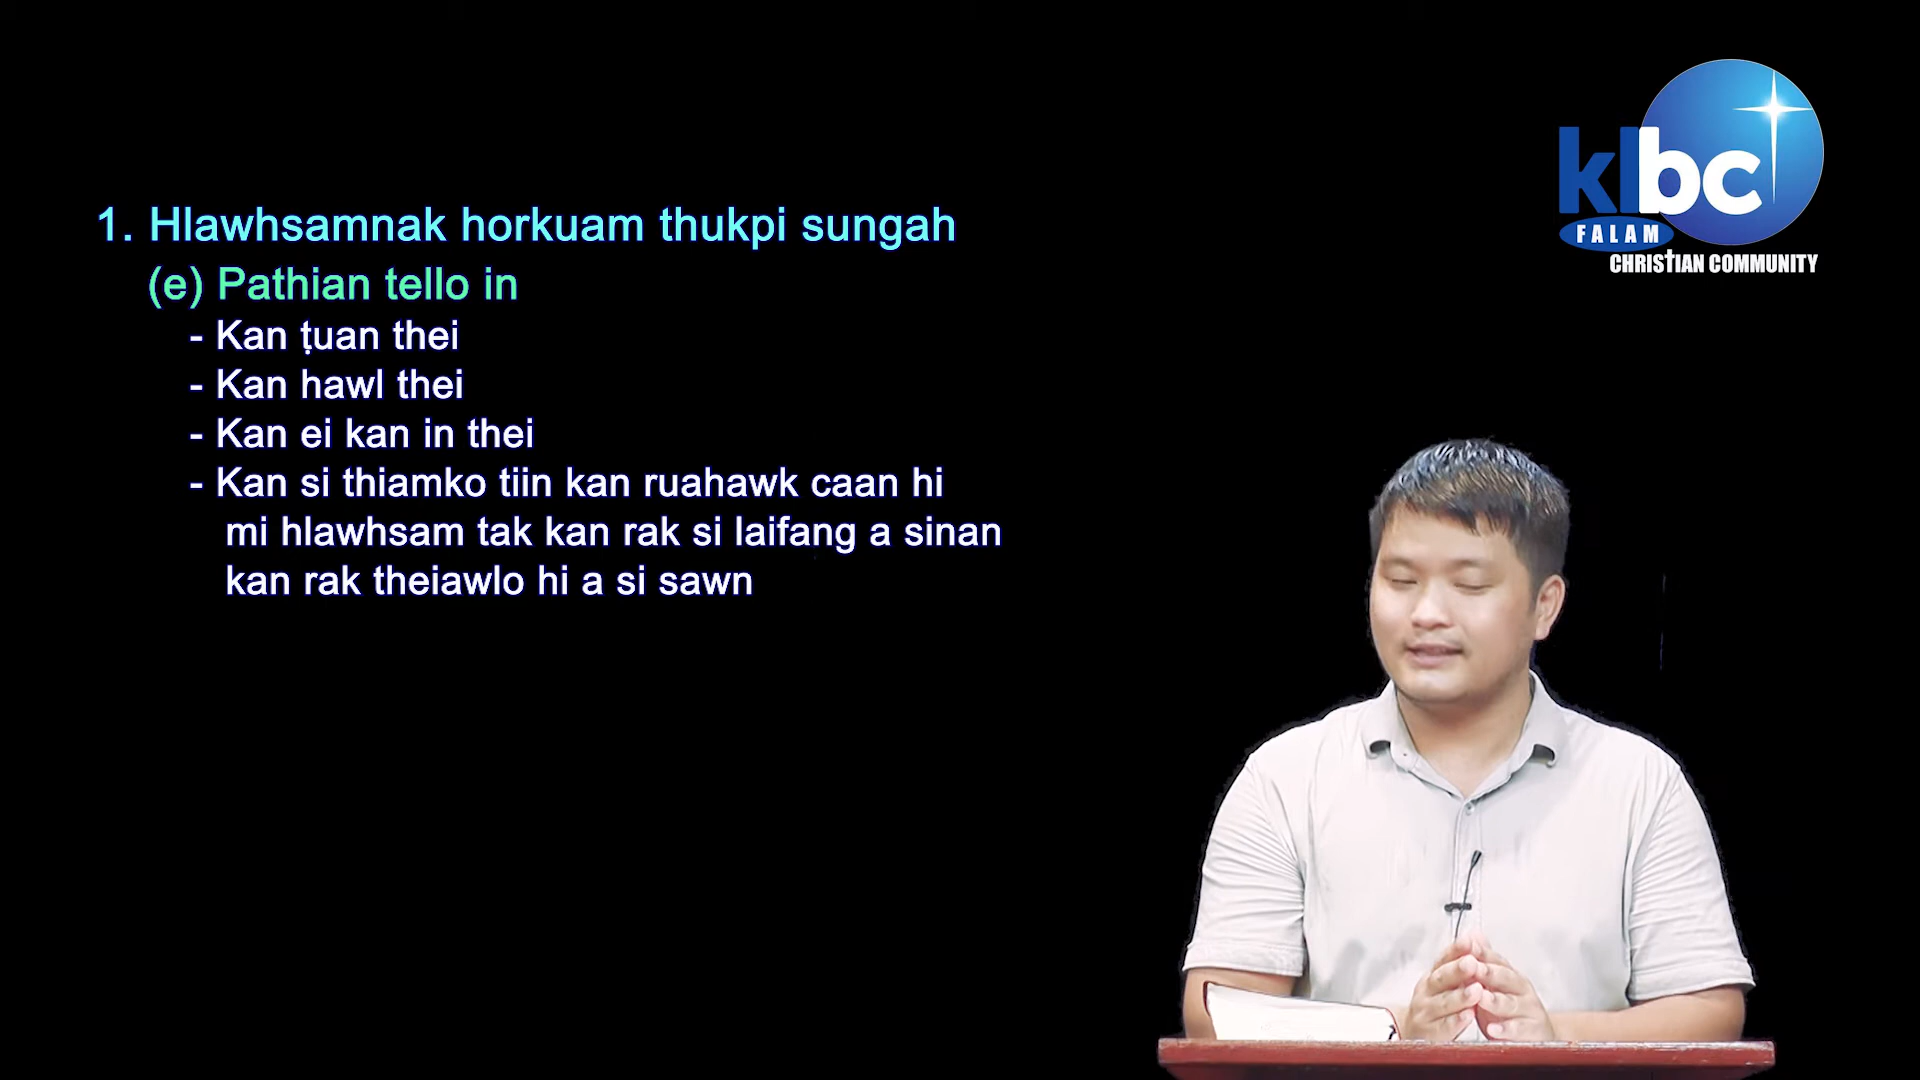 1. Hlawhsamnak horkuam thukpi sungah
(e) Pathian tello in
- Kan ṭuan thei
- Kan hawl thei
- Kan ei kan in thei
- Kan si thiamko tiin kan ruahawk caan hi
mi hlawhsam tak kan rak si laifang a sinan
kan rak theiawlo hi a si sawn
klbc
FALAM
CHRISTIAN COMMUNITY